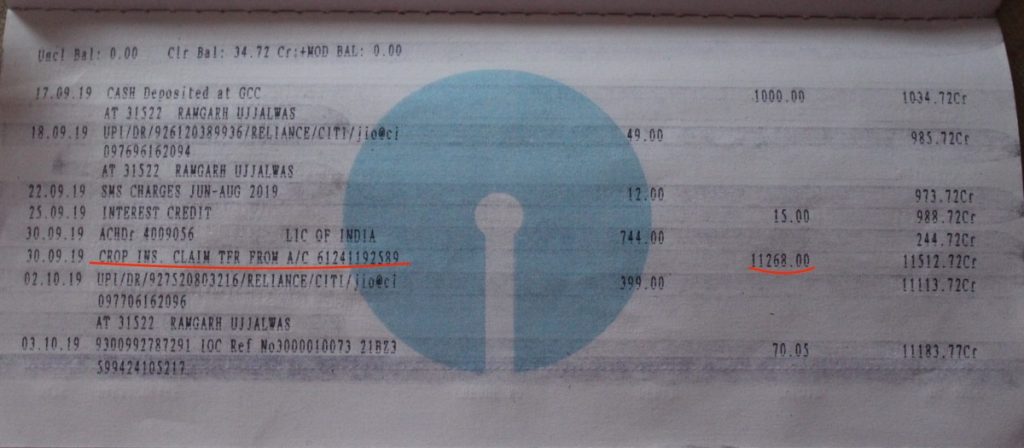 Uncl Bal: 0.00 Clr Bal: 34.72 Cr;+MOD BAL: 0.00
17.09.19 CASH Deposited at GCC 1000.00 1034.72Cr
AT 31522 RAMGARH UJJALWAS
18.09.19 UPI/DR/926120389936/RELIANCE/CITI/jio@ci 49.00 985.72Cr
097696162094
AT 31522 RAMGARH UJJALWAS
22.09.19 SMS CHARGES JUN-AUG 2019 12.00 973.72Cr
25.09.19 INTEREST CREDIT 15.00 988.72Cr
30.09.19 ACHDr 4009056 LIC OF INDIA 744.00 244.72Cr
30.09.19 CROP INS. CLAIM TFR FROM A/C 61241192589 11268.00 11512.72Cr
02.10.19 UPI/DR/927520803216/RELIANCE/CITI/jio@ci 399.00 11113.72Cr
097706162096
AT 31522 RAMGARH UJJALWAS
03.10.19 9300992787291 IOC Ref No3000010073 21BZ3 70.05 11183.77Cr
599424105217